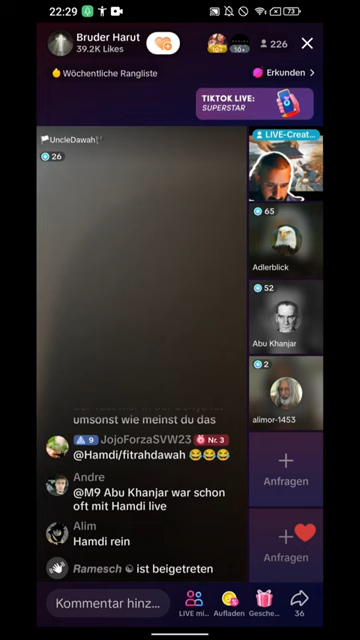 22:29
73
Bruder Harut
39.2K Likes
10+
10+
226
Wöchentliche Rangliste
Erkunden >
TIKTOK LIVE:
SUPERSTAR
UncleDawah
26
LIVE-Creat...
65
Adlerblick
52
Abu Khanjar
2
alimor-1453
umsonst wie meinst du das
9 JojoForzaSVW23 Nr. 3
@Hamdi/fitrahdawah 😂😂😂
Andre
@M9 Abu Khanjar war schon
oft mit Hamdi live
Alim
Hamdi rein
Ramesch ☪ ist beigetreten
+
Anfragen
+
Anfragen
Kommentar hinz...
LIVE mi...
Aufladen
Gesche...
36